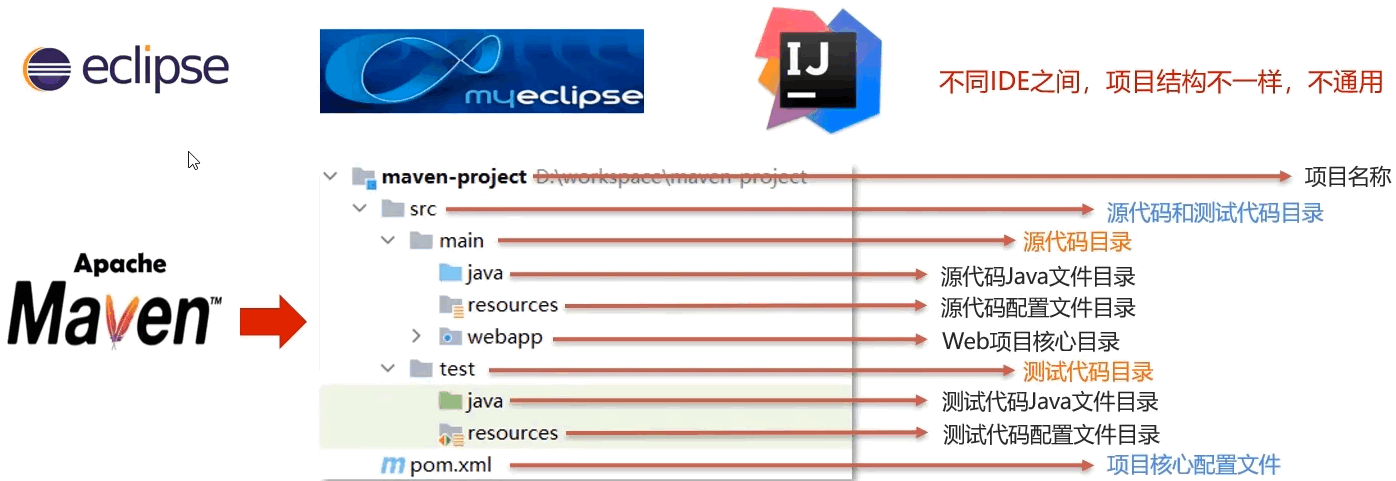 eclipse
myeclipse
IJ
不同IDE之间，项目结构不一样，不通用
maven-project D:\workspace\maven-project
项目名称
src
源代码和测试代码目录
main
源代码目录
java
源代码Java文件目录
resources
源代码配置文件目录
webapp
Web项目核心目录
test
测试代码目录
java
测试代码Java文件目录
resources
测试代码配置文件目录
pom.xml
项目核心配置文件
Apache
Maven™